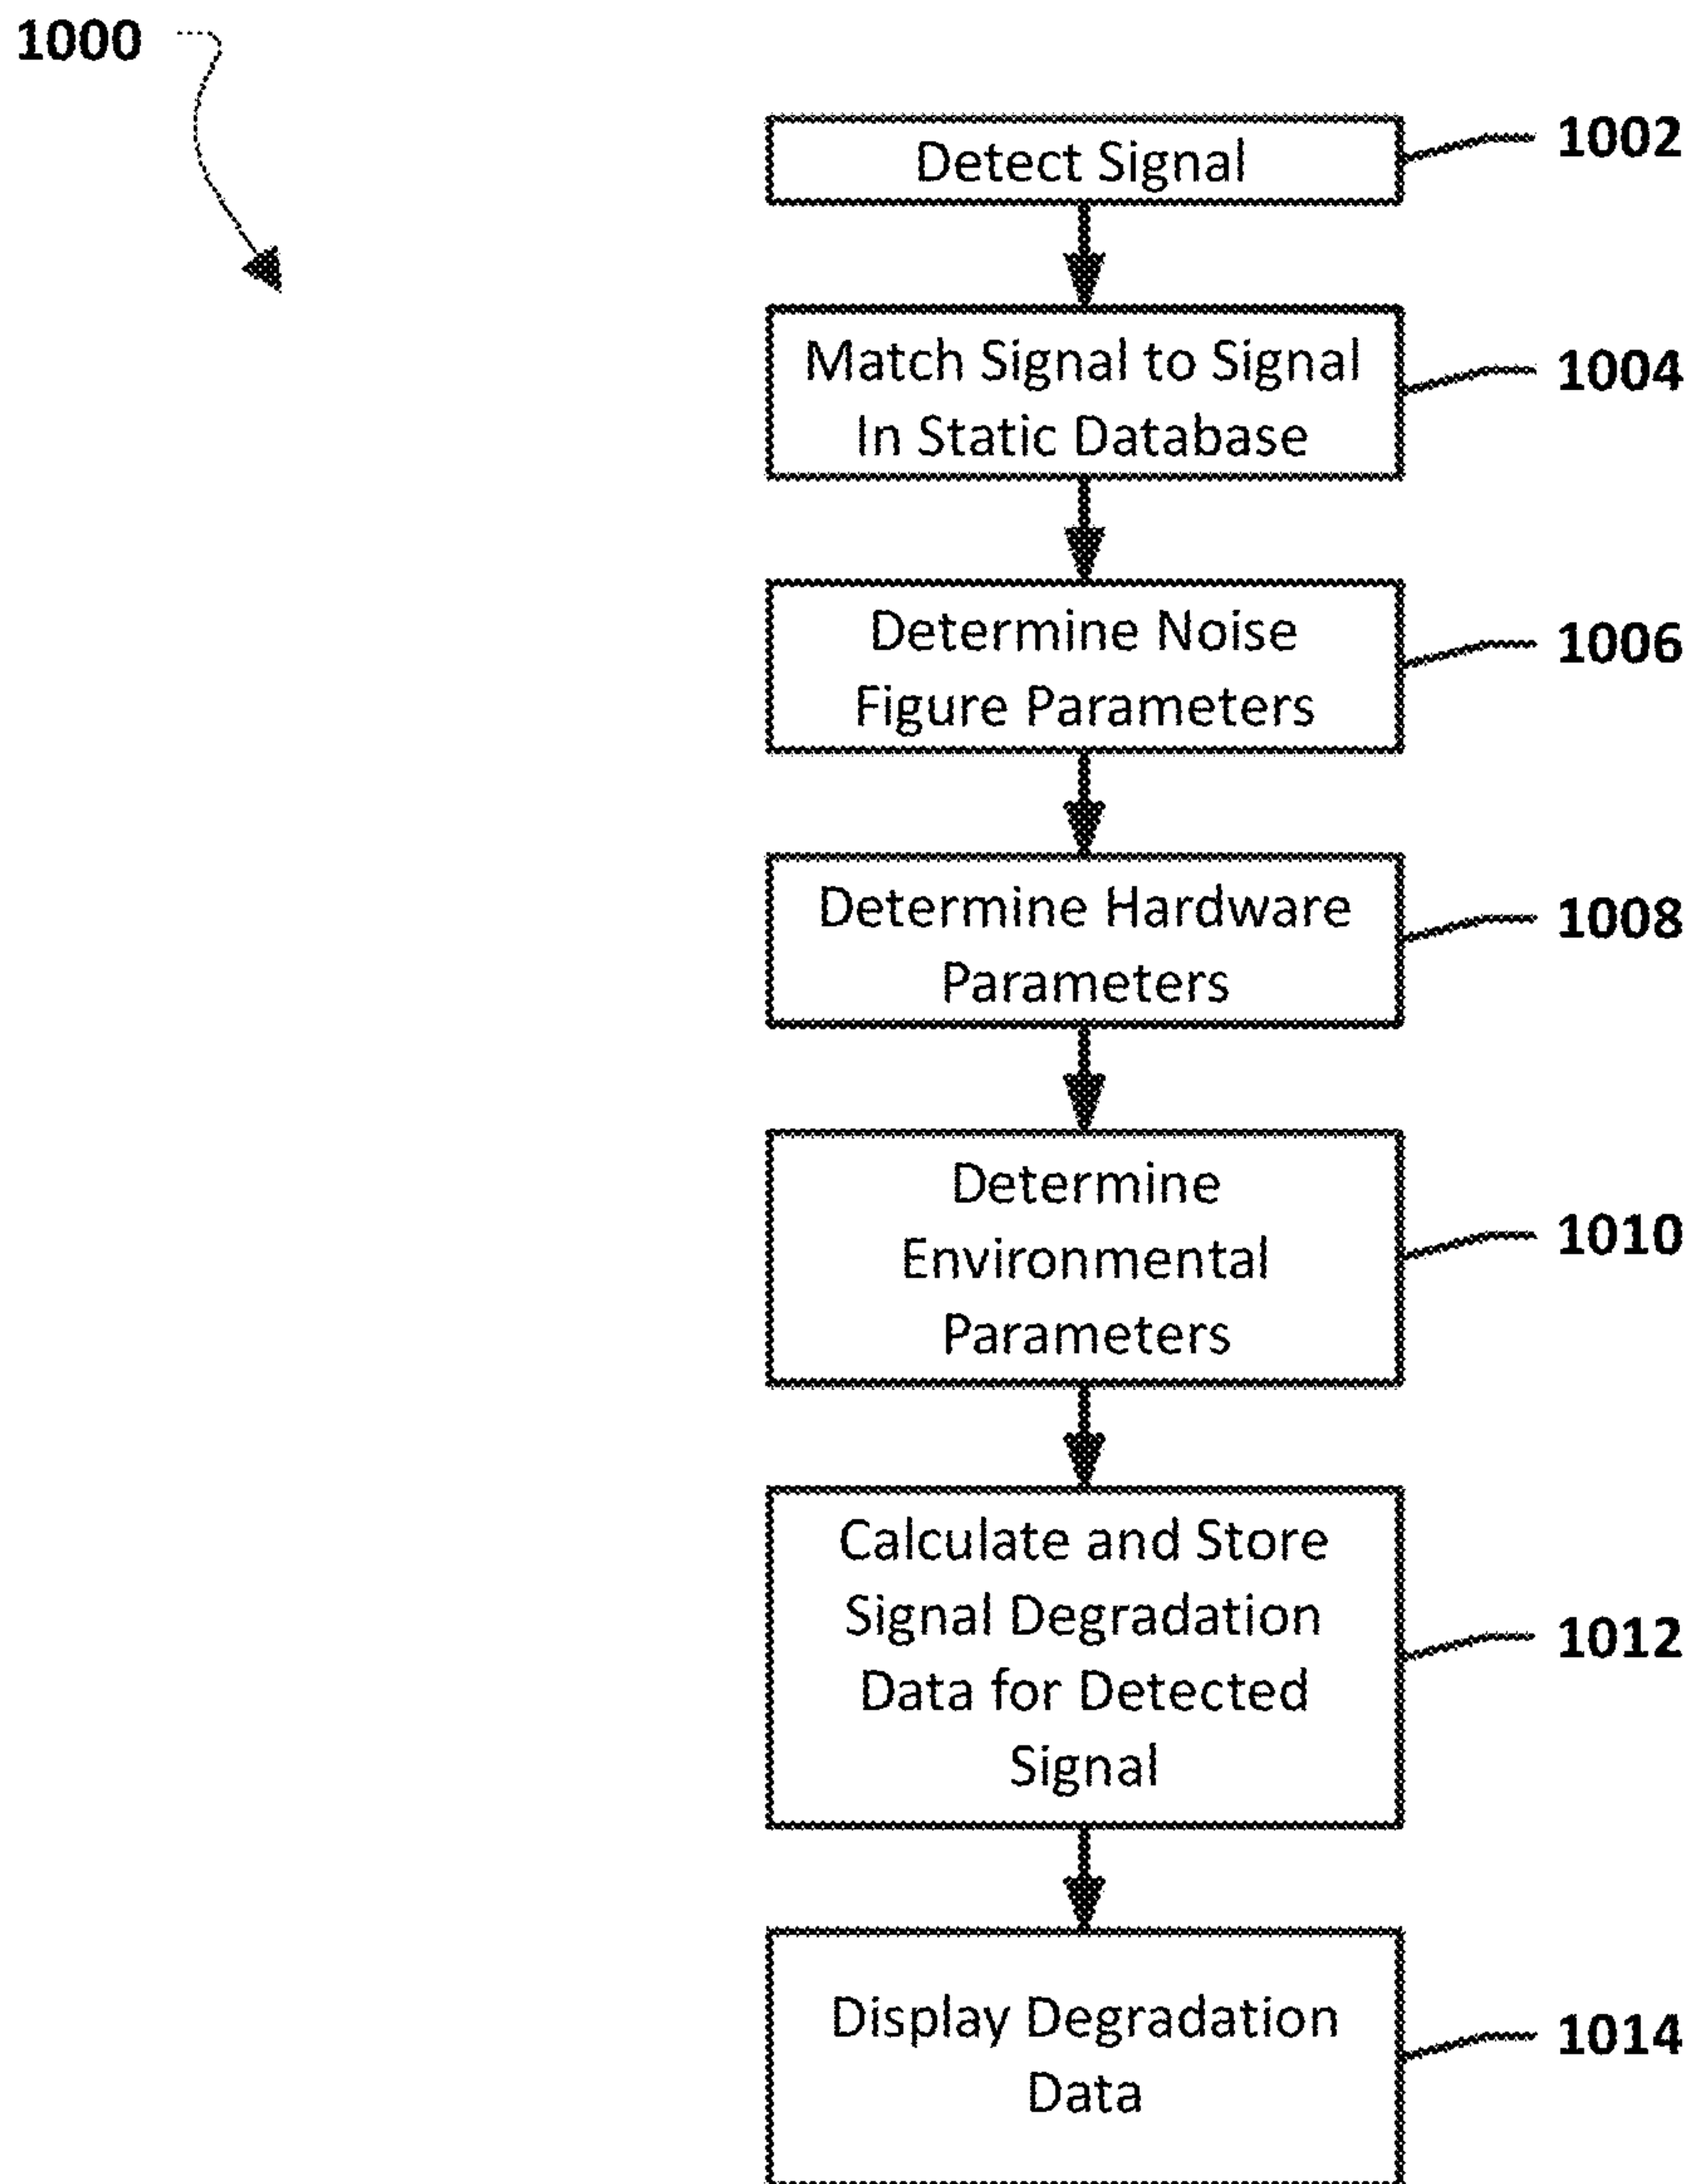 1000
Detect Signal
1002
Match Signal to Signal
In Static Database
1004
Determine Noise
Figure Parameters
1006
Determine Hardware
Parameters
1008
Determine
Environmental
Parameters
1010
Calculate and Store
Signal Degradation
Data for Detected
Signal
1012
Display Degradation
Data
1014